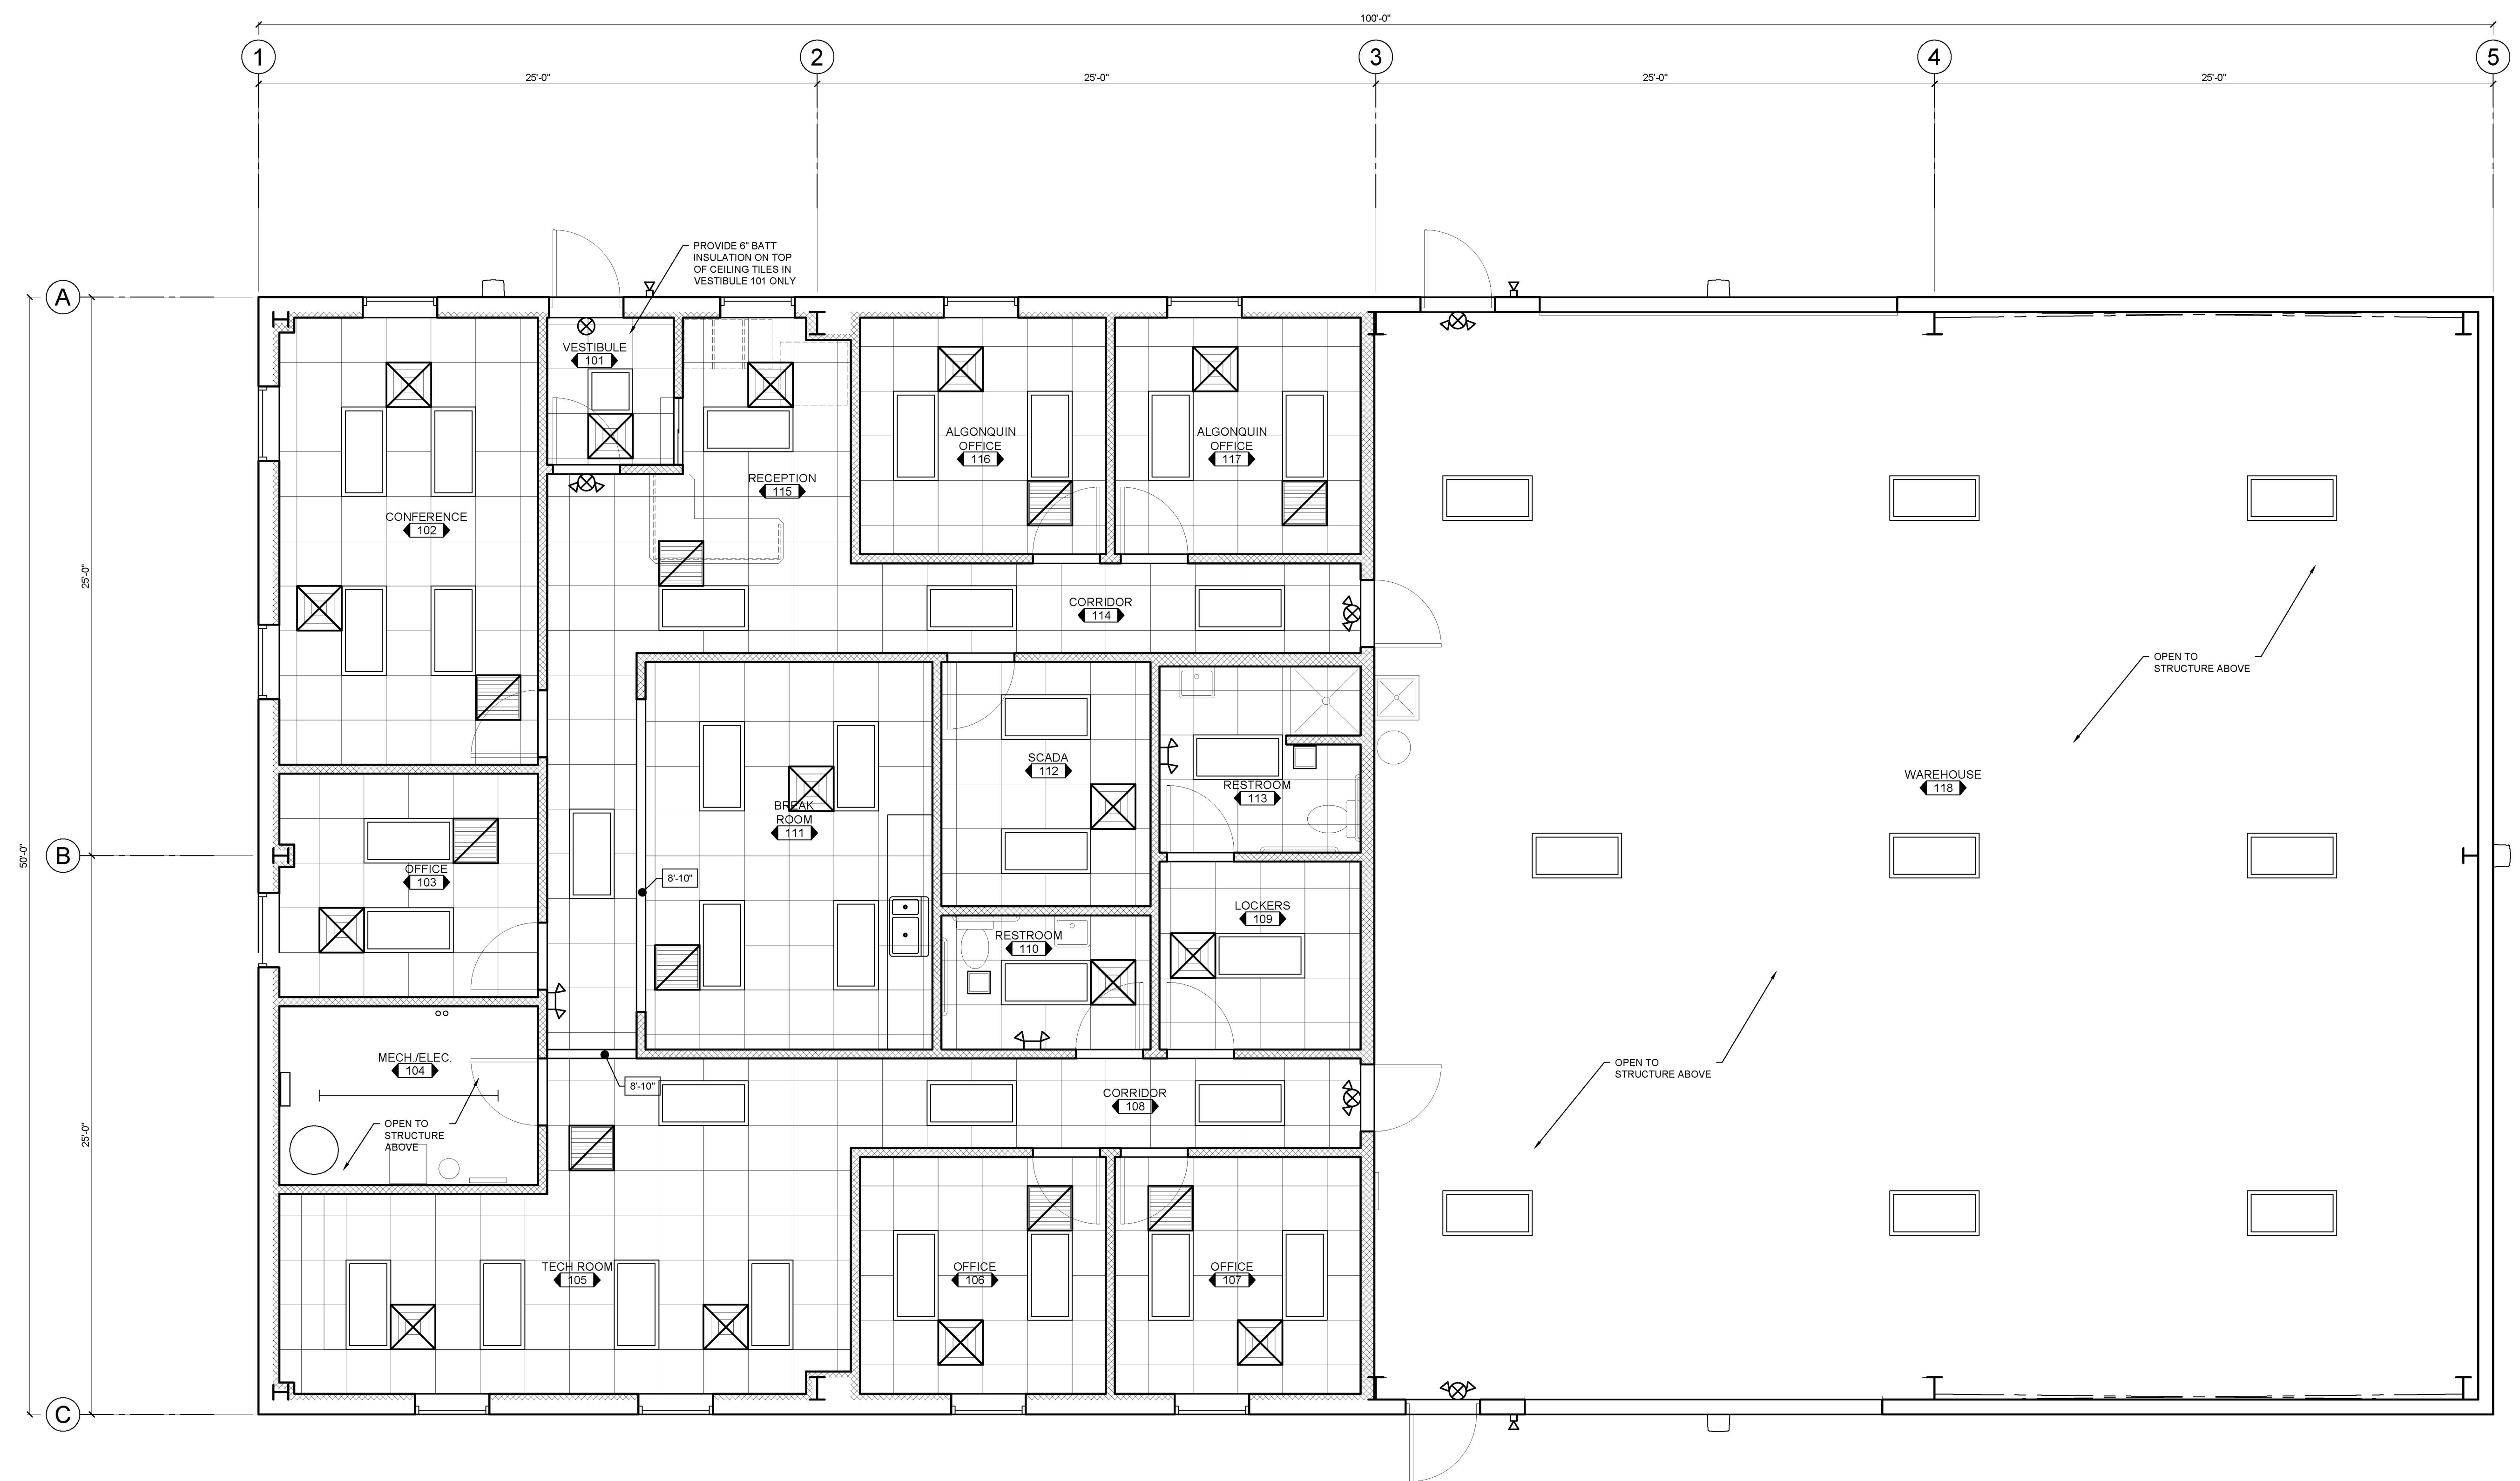 100'-0"
1
2
3
4
5
25'-0"
25'-0"
25'-0"
25'-0"
PROVIDE 6" BATT
INSULATION ON TOP
OF CEILING TILES IN
VESTIBULE 101 ONLY
A
VESTIBULE
101
ALGONQUIN
OFFICE
116
ALGONQUIN
OFFICE
117
RECEPTION
115
CONFERENCE
102
25'-0"
CORRIDOR
114
OPEN TO
STRUCTURE ABOVE
SCADA
112
RESTROOM
113
WAREHOUSE
118
BREAK
ROOM
111
50'-0"
B
OFFICE
103
8'-10"
LOCKERS
109
RESTROOM
110
MECH./ELEC.
104
OPEN TO
STRUCTURE ABOVE
8'-10"
CORRIDOR
108
25'-0"
OPEN TO
STRUCTURE
ABOVE
TECH ROOM
105
OFFICE
106
OFFICE
107
C